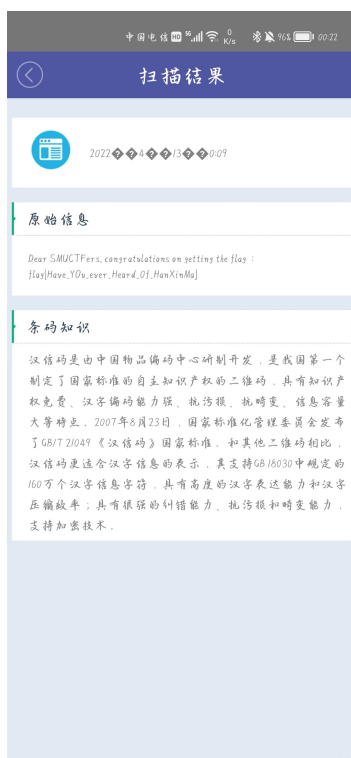 中国电信 HD 5G 0 K/s 96% 00:22
扫描结果
2022��4��13��0:09
原始信息
Dear SMUCTFers, congratulations on getting the flag :
flag{Have_YOu_ever_Heard_Of_HanXinMa}
条码知识
汉信码是由中国物品编码中心研制开发，是我国第一个
制定了国家标准的自主知识产权的二维码，具有知识产
权免费、汉字编码能力强、抗污损、抗畸变、信息容量
大等特点。2007年8月23日，国家标准化管理委员会发布
了GB/T 21049《汉信码》国家标准。和其他二维码相比，
汉信码更适合汉字信息的表示，其支持GB 18030中规定的
160万个汉字信息字符，具有高度的汉字表达能力和汉字
压缩效率；具有很强的纠错能力、抗污损和畸变能力，
支持加密技术。